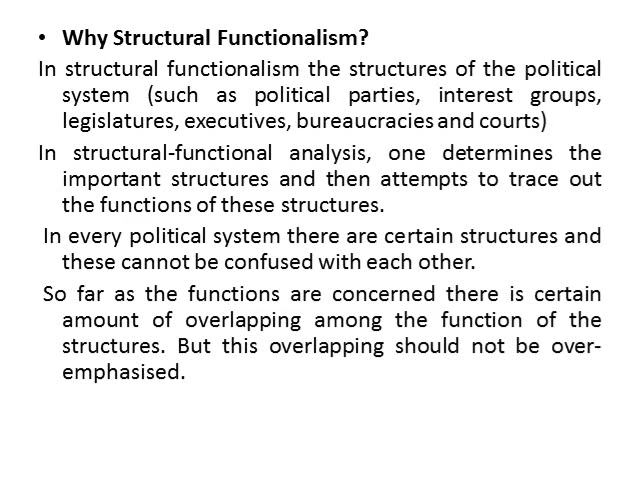 • Why Structural Functionalism?
In structural functionalism the structures of the political
system (such as political parties, interest groups,
legislatures, executives, bureaucracies and courts)
In structural-functional analysis, one determines the
important structures and then attempts to trace out
the functions of these structures.
In every political system there are certain structures and
these cannot be confused with each other.
So far as the functions are concerned there is certain
amount of overlapping among the function of the
structures. But this overlapping should not be over-
emphasised.